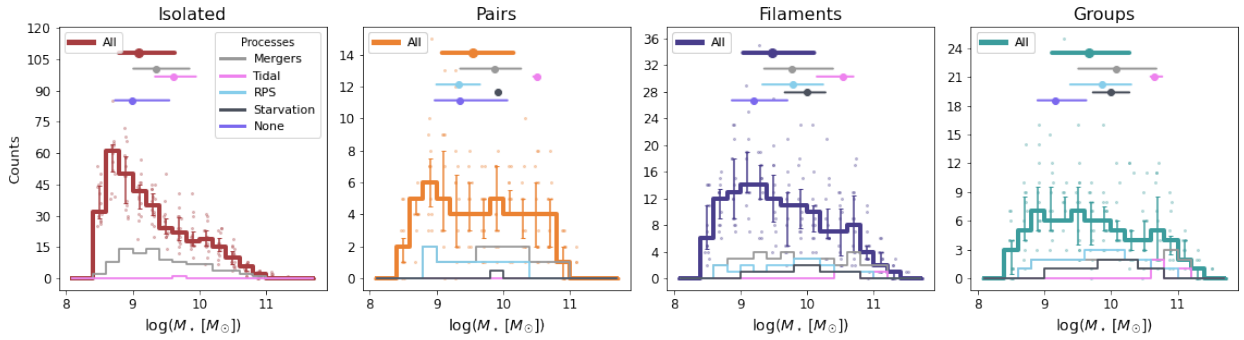 Isolated
Pairs
Filaments
Groups
120
105
90
75
60
45
30
15
0
Counts
All
Processes
Mergers
Tidal
RPS
Starvation
None
8
9
10
11
log(M⋆ [M⊙])
14
12
10
8
6
4
2
0
All
8
9
10
11
log(M⋆ [M⊙])
36
32
28
24
20
16
12
8
4
0
All
8
9
10
11
log(M⋆ [M⊙])
24
21
18
15
12
9
6
3
0
All
8
9
10
11
log(M⋆ [M⊙])